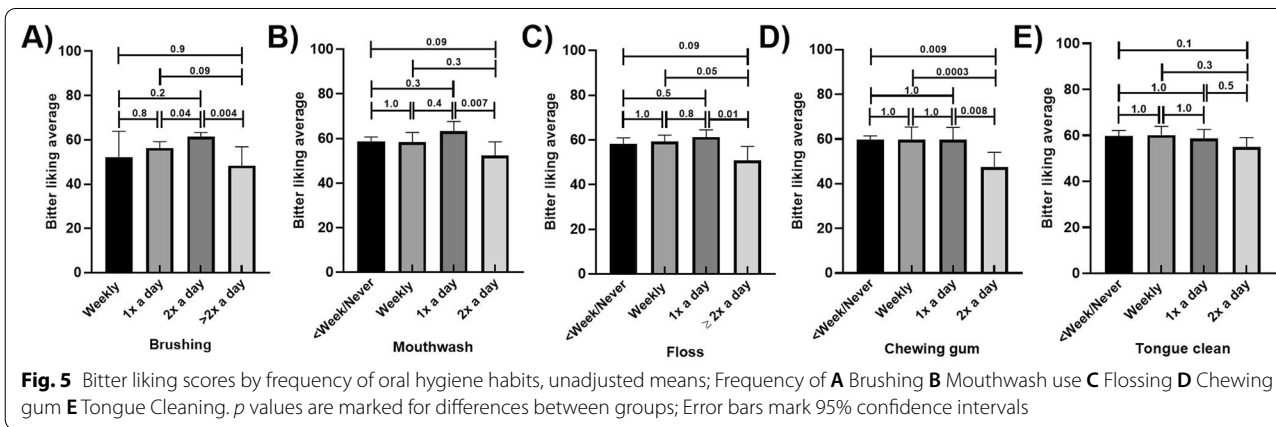 A)
Bitter liking average
100
80
60
40
20
0
0.9
0.09
0.2
0.8
0.04
0.004
Weekly
1x a day
2x a day
>2x a day
Brushing
B)
Bitter liking average
100
80
60
40
20
0
0.09
0.3
0.3
1.0
0.4
0.007
<Week/Never
Weekly
1x a day
2x a day
Mouthwash
C)
Bitter liking average
100
80
60
40
20
0
0.09
0.05
0.5
1.0
0.8
0.01
<Week/Never
Weekly
1x a day
≥ 2x a day
Floss
D)
Bitter liking average
100
80
60
40
20
0
0.009
0.0003
1.0
1.0
1.0
0.008
<Week/Never
Weekly
1x a day
2x a day
Chewing gum
E)
Bitter liking average
100
80
60
40
20
0
0.1
0.3
1.0
0.5
1.0
1.0
<Week/Never
Weekly
1x a day
2x a day
Tongue clean
Fig. 5 Bitter liking scores by frequency of oral hygiene habits, unadjusted means; Frequency of A Brushing B Mouthwash use C Flossing D Chewing
gum E Tongue Cleaning. p values are marked for differences between groups; Error bars mark 95% confidence intervals